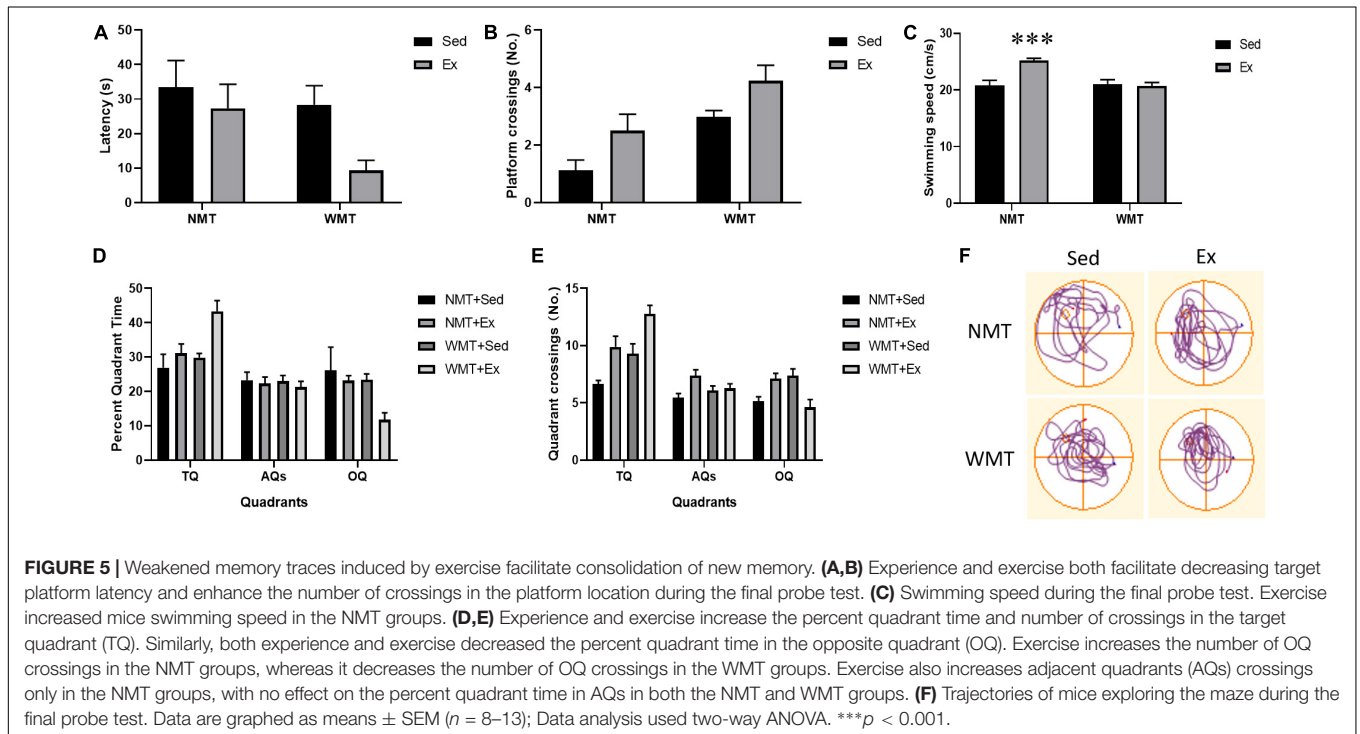 A
Latency (s)
50
40
30
20
10
0
NMT
WMT
Sed
Ex
B
Platform crossings (No.)
6
4
2
0
NMT
WMT
Sed
Ex
C
Swimming speed (cm/s)
30
20
10
0
***
NMT
WMT
Sed
Ex
D
Percent Quadrant Time
50
40
30
20
10
0
TQ
AQs
OQ
Quadrants
NMT+Sed
NMT+Ex
WMT+Sed
WMT+Ex
E
Quadrant crossings (No.)
15
10
5
0
TQ
AQs
OQ
Quadrants
NMT+Sed
NMT+Ex
WMT+Sed
WMT+Ex
F
Sed
Ex
NMT
WMT
FIGURE 5 | Weakened memory traces induced by exercise facilitate consolidation of new memory. (A,B) Experience and exercise both facilitate decreasing target
platform latency and enhance the number of crossings in the platform location during the final probe test. (C) Swimming speed during the final probe test. Exercise
increased mice swimming speed in the NMT groups. (D,E) Experience and exercise increase the percent quadrant time and number of crossings in the target
quadrant (TQ). Similarly, both experience and exercise decreased the percent quadrant time in the opposite quadrant (OQ). Exercise increases the number of OQ
crossings in the NMT groups, whereas it decreases the number of OQ crossings in the WMT groups. Exercise also increases adjacent quadrants (AQs) crossings
only in the NMT groups, with no effect on the percent quadrant time in AQs in both the NMT and WMT groups. (F) Trajectories of mice exploring the maze during the
final probe test. Data are graphed as means ± SEM (n = 8–13); Data analysis used two-way ANOVA. ***p < 0.001.